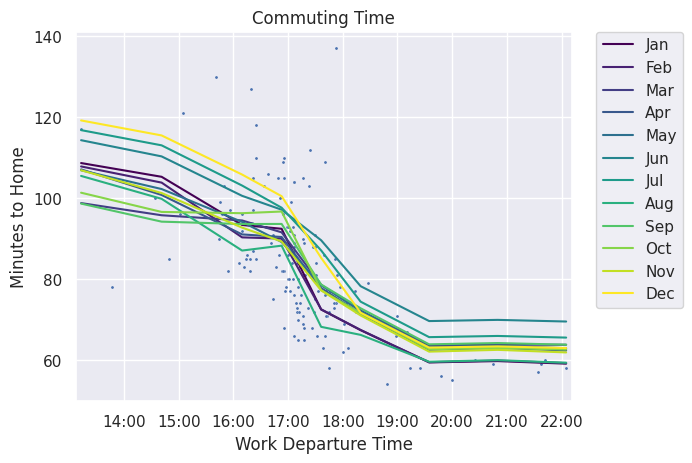 Commuting Time
Minutes to Home
140
120
100
80
60
14:00 15:00 16:00 17:00 18:00 19:00 20:00 21:00 22:00
Work Departure Time
Jan
Feb
Mar
Apr
May
Jun
Jul
Aug
Sep
Oct
Nov
Dec